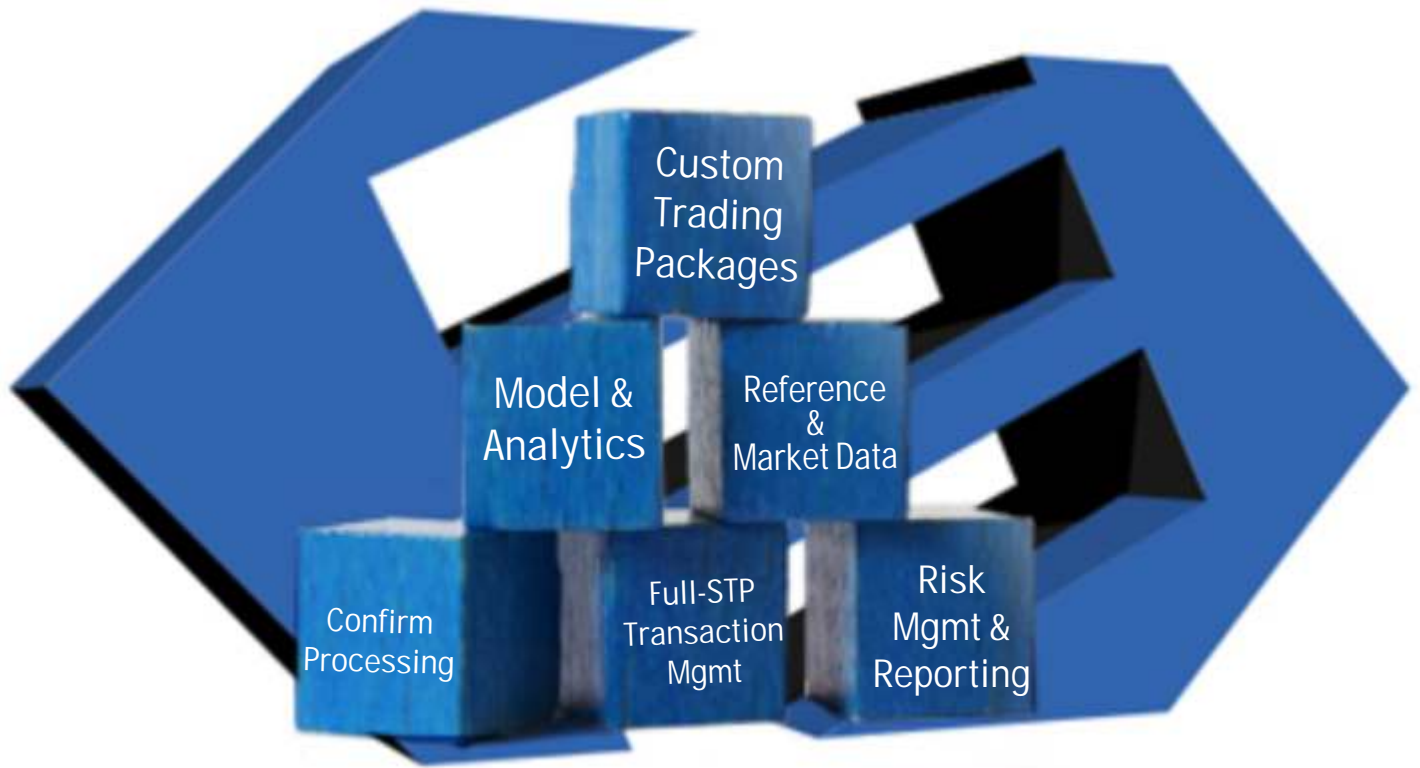 Custom
Trading
Packages
Model &
Analytics
Reference
&
Market Data
Confirm
Processing
Full-STP
Transaction
Mgmt
Risk
Mgmt &
Reporting